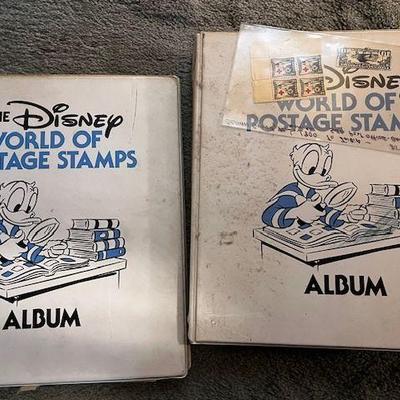 THE
DISNEY
WORLD OF
POSTAGE STAMPS
ALBUM
DISNEY
WORLD OF
POSTAGE STAMPS
ALBUM